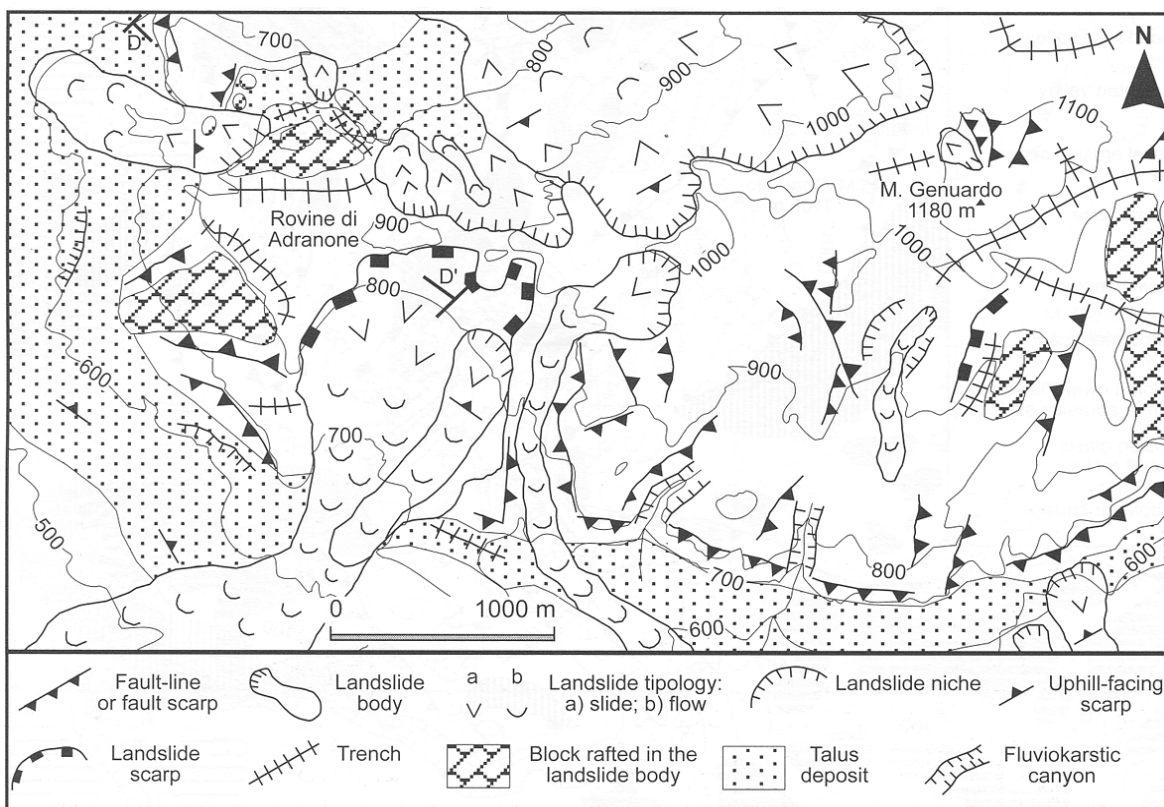 D
700
800
900
1000
N
1100
M. Genuardo
1180 m
Rovine di
Adranone
900
1000
1000
D'
800
600
900
700
500
800
700
600
600
0
1000 m
Fault-line
or fault scarp
Landslide
body
a
b
Landslide tipology:
a) slide; b) flow
Landslide niche
Uphill-facing
scarp
Landslide
scarp
Trench
Block rafted in the
landslide body
Talus
deposit
Fluviokarstic
canyon